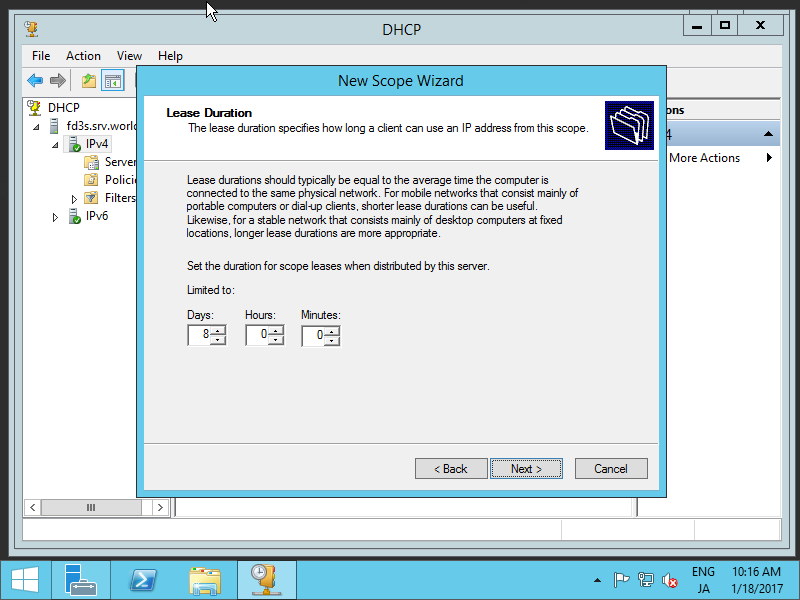 DHCP
File Action View Help
New Scope Wizard
DHCP
fd3s.srv.world
IPv4
Server
Policie
Filters
IPv6
Lease Duration
The lease duration specifies how long a client can use an IP address from this scope.
Lease durations should typically be equal to the average time the computer is
connected to the same physical network. For mobile networks that consist mainly of
portable computers or dial-up clients, shorter lease durations can be useful.
Likewise, for a stable network that consists mainly of desktop computers at fixed
locations, longer lease durations are more appropriate.
Set the duration for scope leases when distributed by this server.
Limited to:
Days: Hours: Minutes:
8 0 0
< Back Next > Cancel
ons
4
More Actions
ENG 10:16 AM
JA 1/18/2017